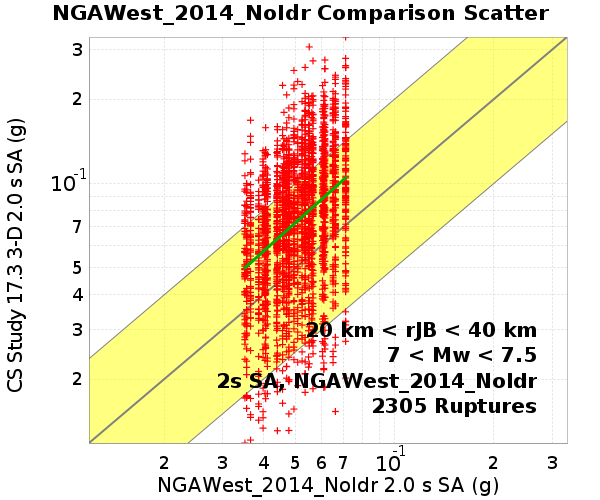 NGAWest_2014_NoIdr Comparison Scatter
CS Study 17.3 3-D 2.0 s SA (g)
3
2
10-1
7
5
4
3
2
20 km < rJB < 40 km
7 < Mw < 7.5
2s SA, NGAWest_2014_NoIdr
2305 Ruptures
2 3 4 5 6 7 10-1 2 3
NGAWest_2014_NoIdr 2.0 s SA (g)